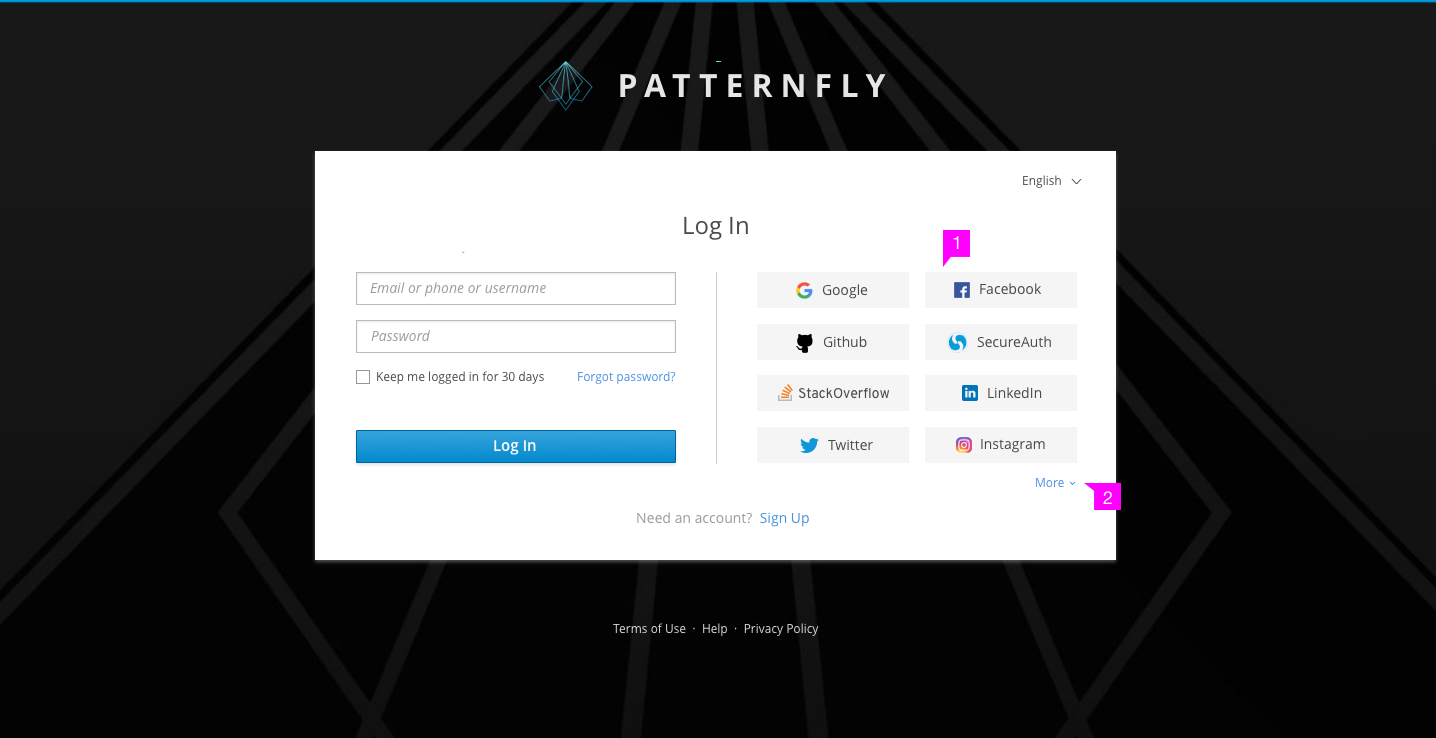 PATTERNFLY
English
Log In
1
Email or phone or username
Password
Keep me logged in for 30 days
Forgot password?
Log In
Google
Facebook
Github
SecureAuth
StackOverflow
LinkedIn
Twitter
Instagram
More
2
Need an account? Sign Up
Terms of Use · Help · Privacy Policy